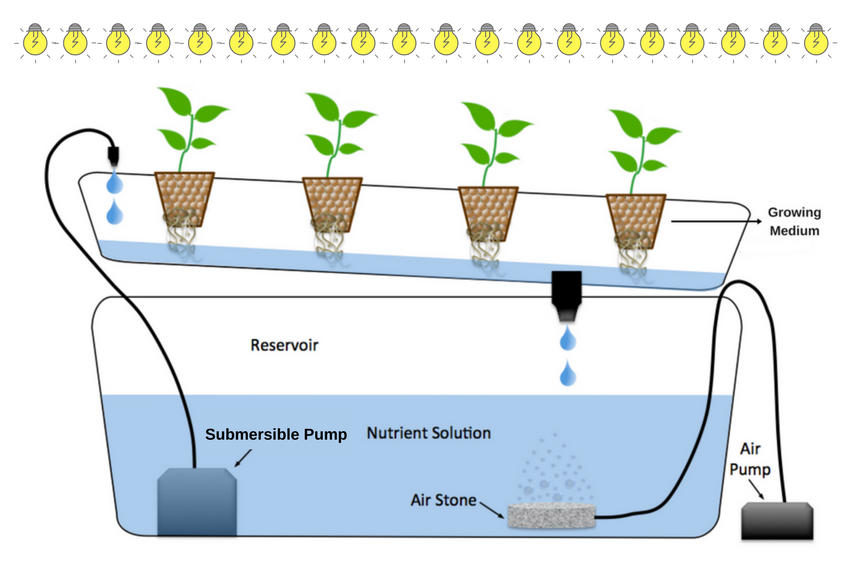 Growing
Medium
Reservoir
Submersible Pump
Nutrient Solution
Air
Pump
Air Stone